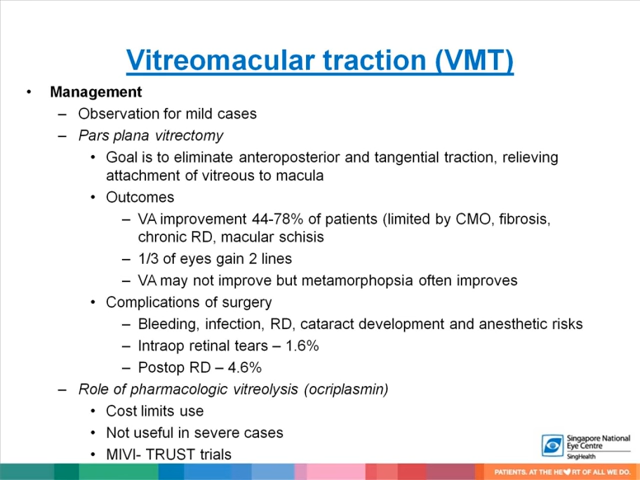 Vitreomacular traction (VMT)
• Management
– Observation for mild cases
– Pars plana vitrectomy
• Goal is to eliminate anteroposterior and tangential traction, relieving
attachment of vitreous to macula
• Outcomes
– VA improvement 44-78% of patients (limited by CMO, fibrosis,
chronic RD, macular schisis
– 1/3 of eyes gain 2 lines
– VA may not improve but metamorphopsia often improves
• Complications of surgery
– Bleeding, infection, RD, cataract development and anesthetic risks
– Intraop retinal tears – 1.6%
– Postop RD – 4.6%
– Role of pharmacologic vitreolysis (ocriplasmin)
• Cost limits use
• Not useful in severe cases
• MIVI- TRUST trials
Singapore National
Eye Centre
SingHealth
PATIENTS. AT THE HE♥RT OF ALL WE DO.